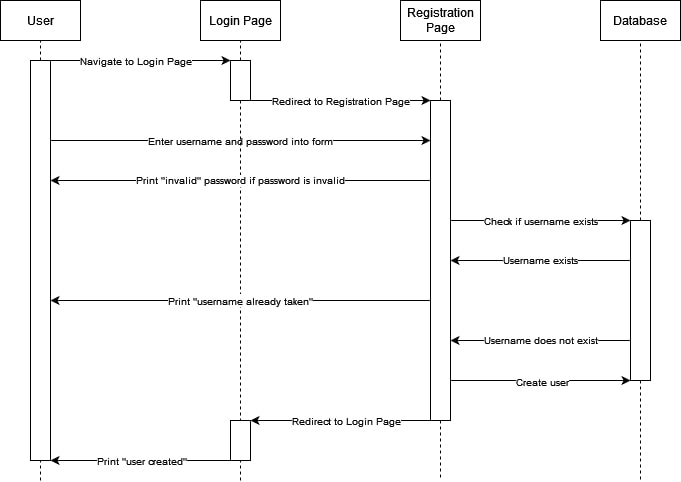 User
Login Page
Registration
Page
Database
Navigate to Login Page
Redirect to Registration Page
Enter username and password into form
Print "invalid" password if password is invalid
Check if username exists
Username exists
Print "username already taken"
Username does not exist
Create user
Redirect to Login Page
Print "user created"